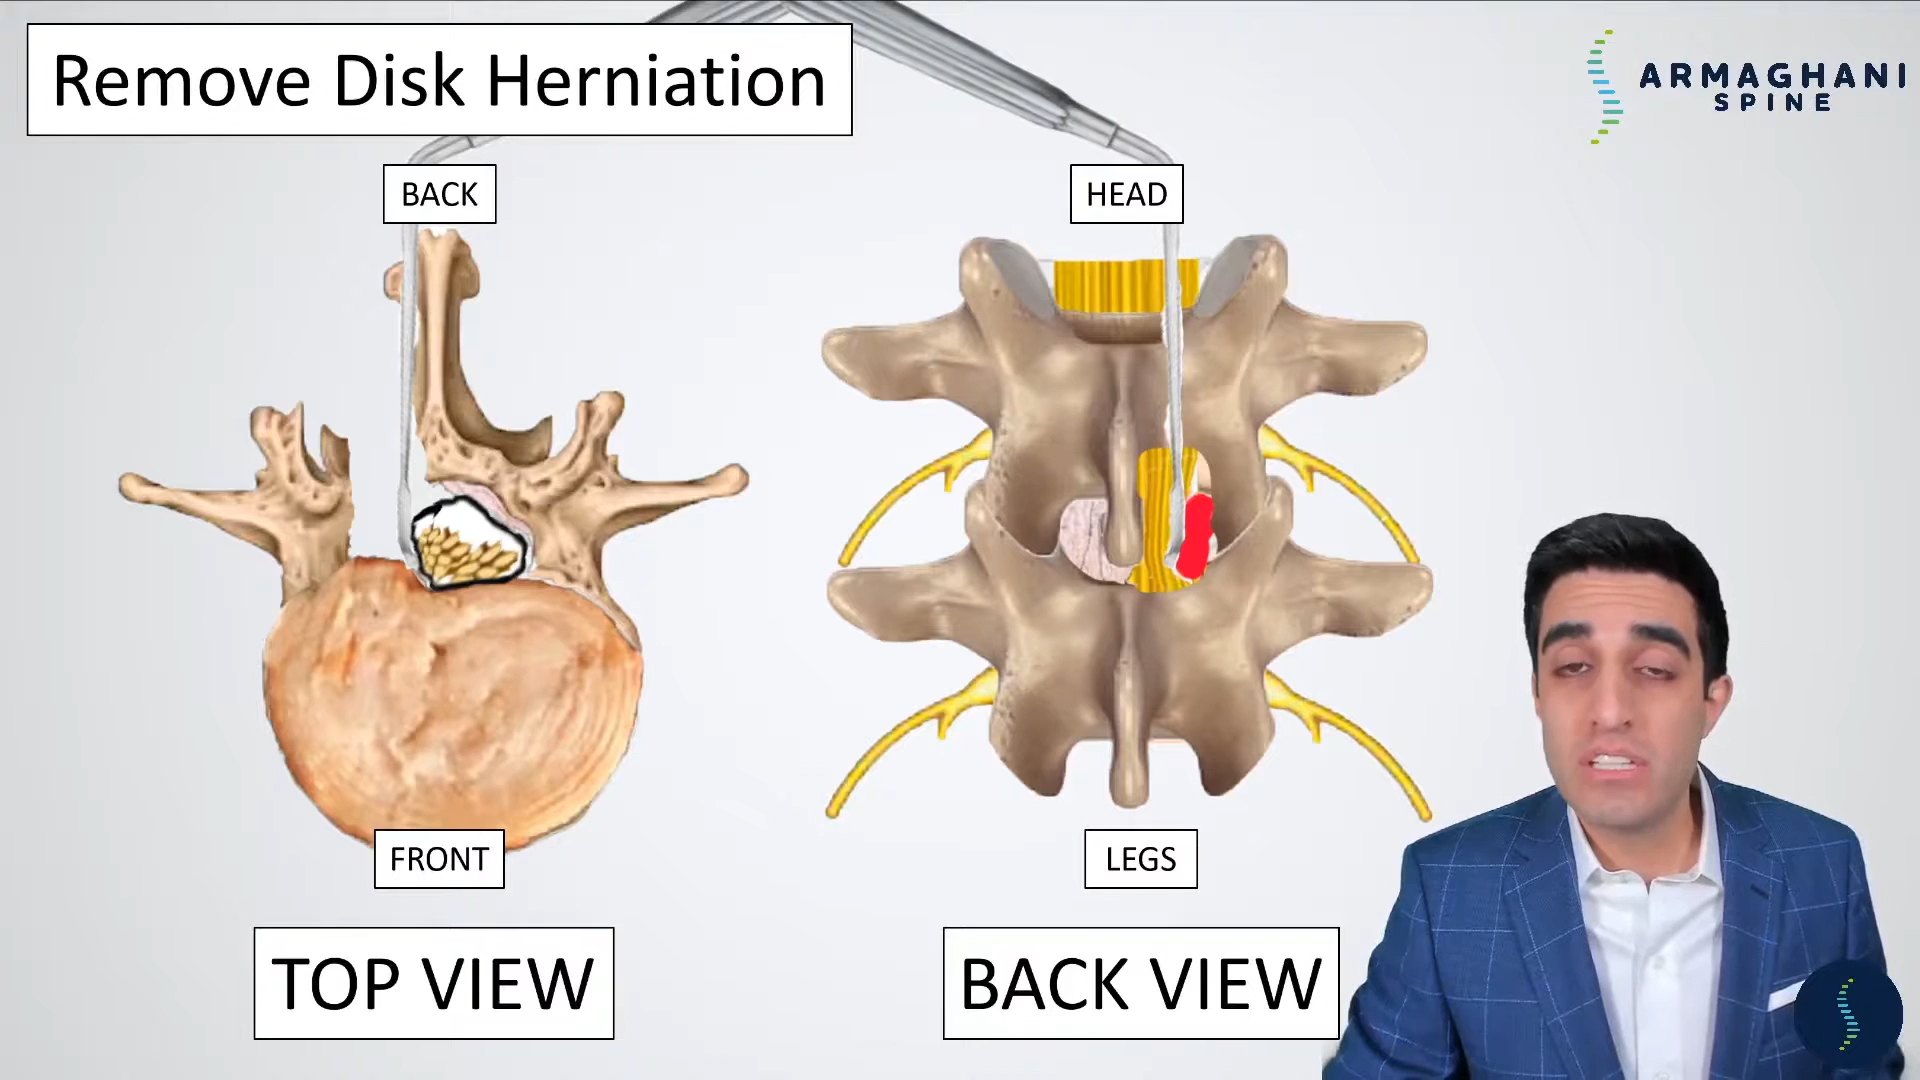 Remove Disk Herniation
ARMAGHANI
SPINE
BACK
HEAD
FRONT
LEGS
TOP VIEW
BACK VIEW